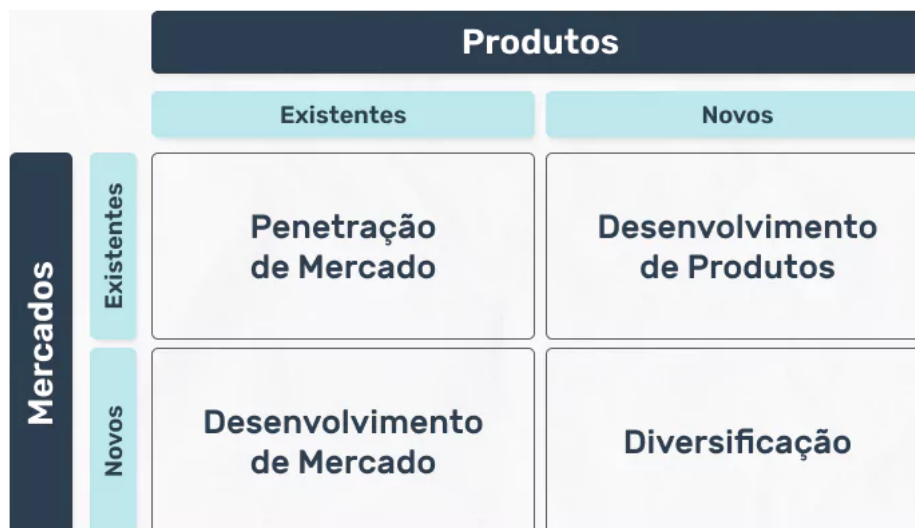 Produtos
Existentes
Novos
Mercados
Existentes
Penetração
de Mercado
Desenvolvimento
de Produtos
Novos
Desenvolvimento
de Mercado
Diversificação